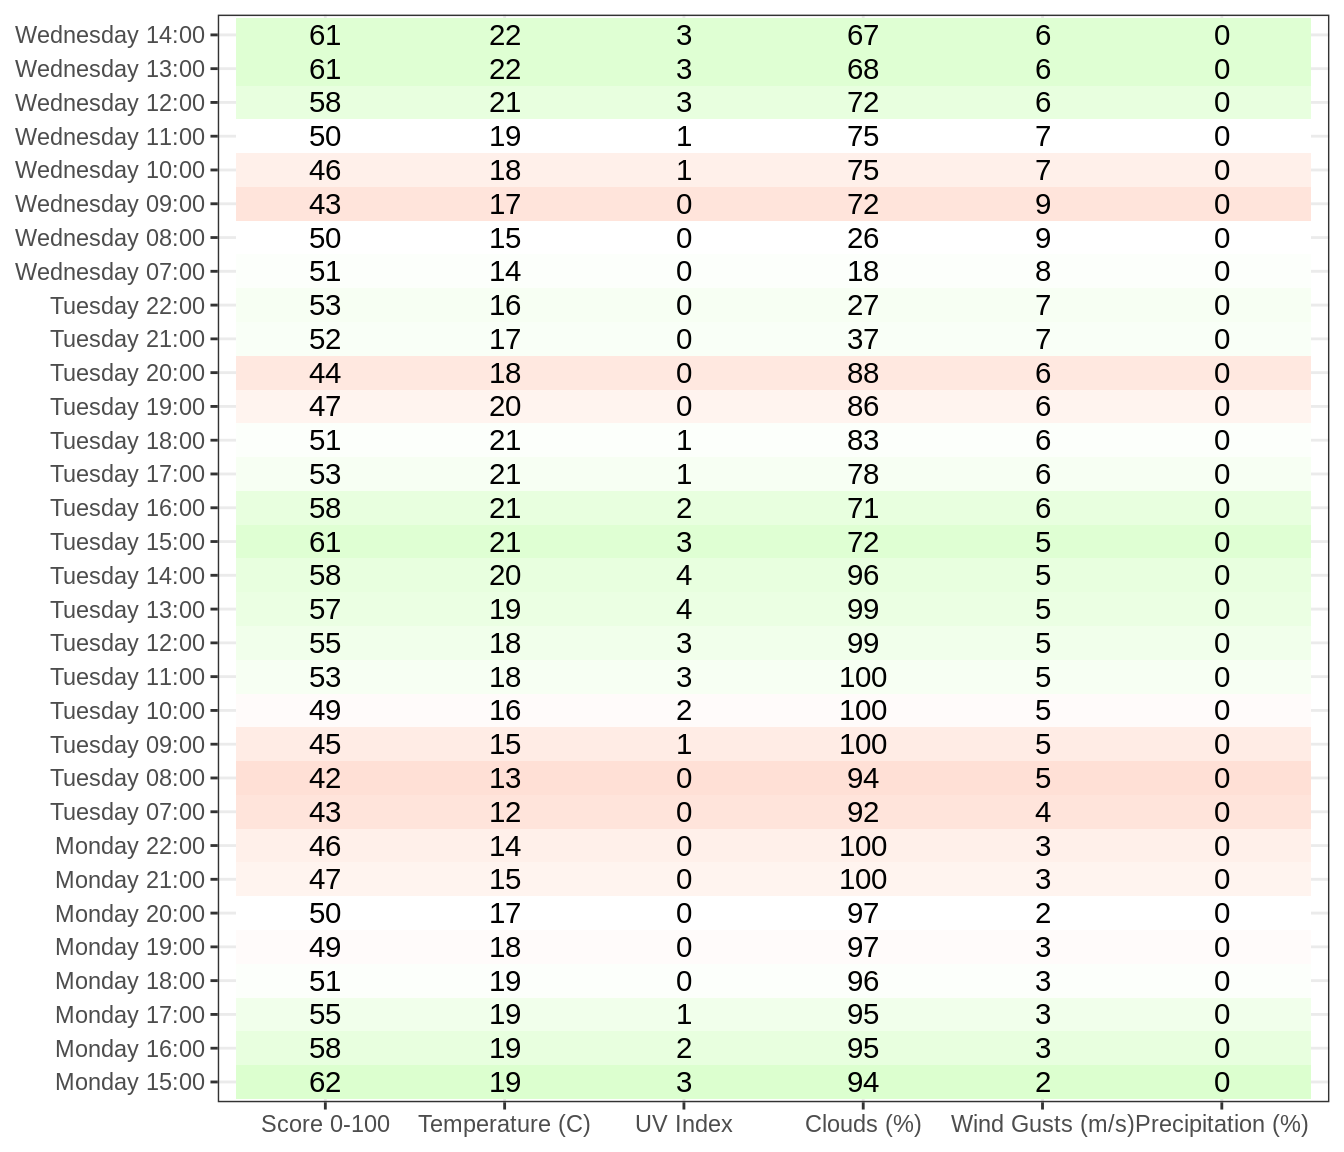 Wednesday 14:00 61 22 3 67 6 0
Wednesday 13:00 61 22 3 68 6 0
Wednesday 12:00 58 21 3 72 6 0
Wednesday 11:00 50 19 1 75 7 0
Wednesday 10:00 46 18 1 75 7 0
Wednesday 09:00 43 17 0 72 9 0
Wednesday 08:00 50 15 0 26 9 0
Wednesday 07:00 51 14 0 18 8 0
Tuesday 22:00 53 16 0 27 7 0
Tuesday 21:00 52 17 0 37 7 0
Tuesday 20:00 44 18 0 88 6 0
Tuesday 19:00 47 20 0 86 6 0
Tuesday 18:00 51 21 1 83 6 0
Tuesday 17:00 53 21 1 78 6 0
Tuesday 16:00 58 21 2 71 6 0
Tuesday 15:00 61 21 3 72 5 0
Tuesday 14:00 58 20 4 96 5 0
Tuesday 13:00 57 19 4 99 5 0
Tuesday 12:00 55 18 3 99 5 0
Tuesday 11:00 53 18 3 100 5 0
Tuesday 10:00 49 16 2 100 5 0
Tuesday 09:00 45 15 1 100 5 0
Tuesday 08:00 42 13 0 94 5 0
Tuesday 07:00 43 12 0 92 4 0
Monday 22:00 46 14 0 100 3 0
Monday 21:00 47 15 0 100 3 0
Monday 20:00 50 17 0 97 2 0
Monday 19:00 49 18 0 97 3 0
Monday 18:00 51 19 0 96 3 0
Monday 17:00 55 19 1 95 3 0
Monday 16:00 58 19 2 95 3 0
Monday 15:00 62 19 3 94 2 0
Score 0-100 Temperature (C) UV Index Clouds (%) Wind Gusts (m/s) Precipitation (%)